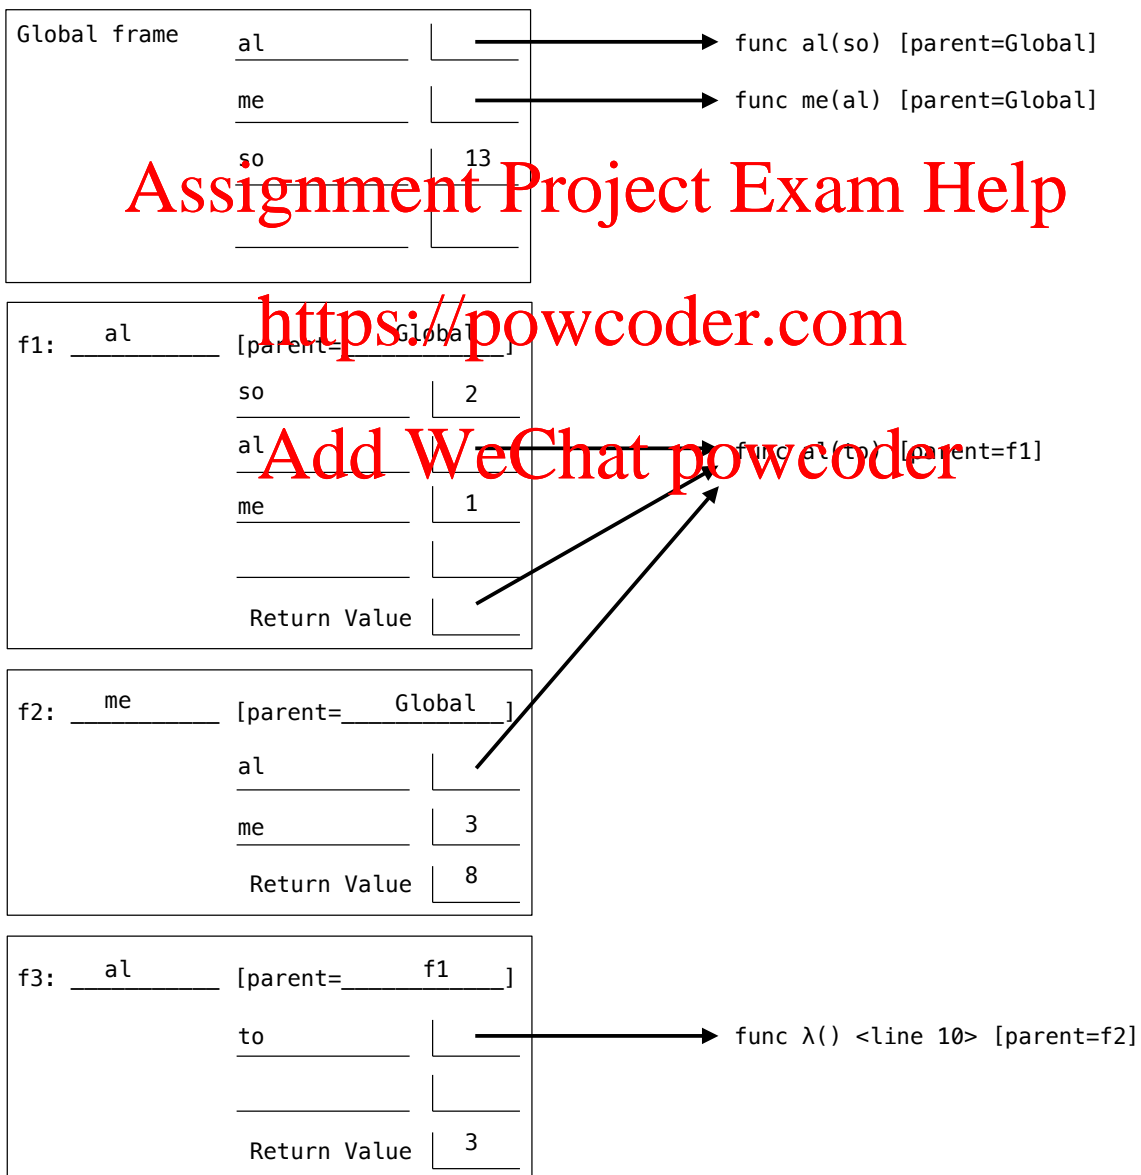 Global frame
al
func al(so) [parent=Global]
me
func me(al) [parent=Global]
so 13
Assignment Project Exam Help
https://powcoder.com
f1: al [parent=Global]
so 2
Add WeChat powcoder
al
func al(to) [parent=f1]
me 1
Return Value
f2: me [parent=Global]
al
me 3
Return Value 8
f3: al [parent=f1]
to
func λ() <line 10> [parent=f2]
Return Value 3